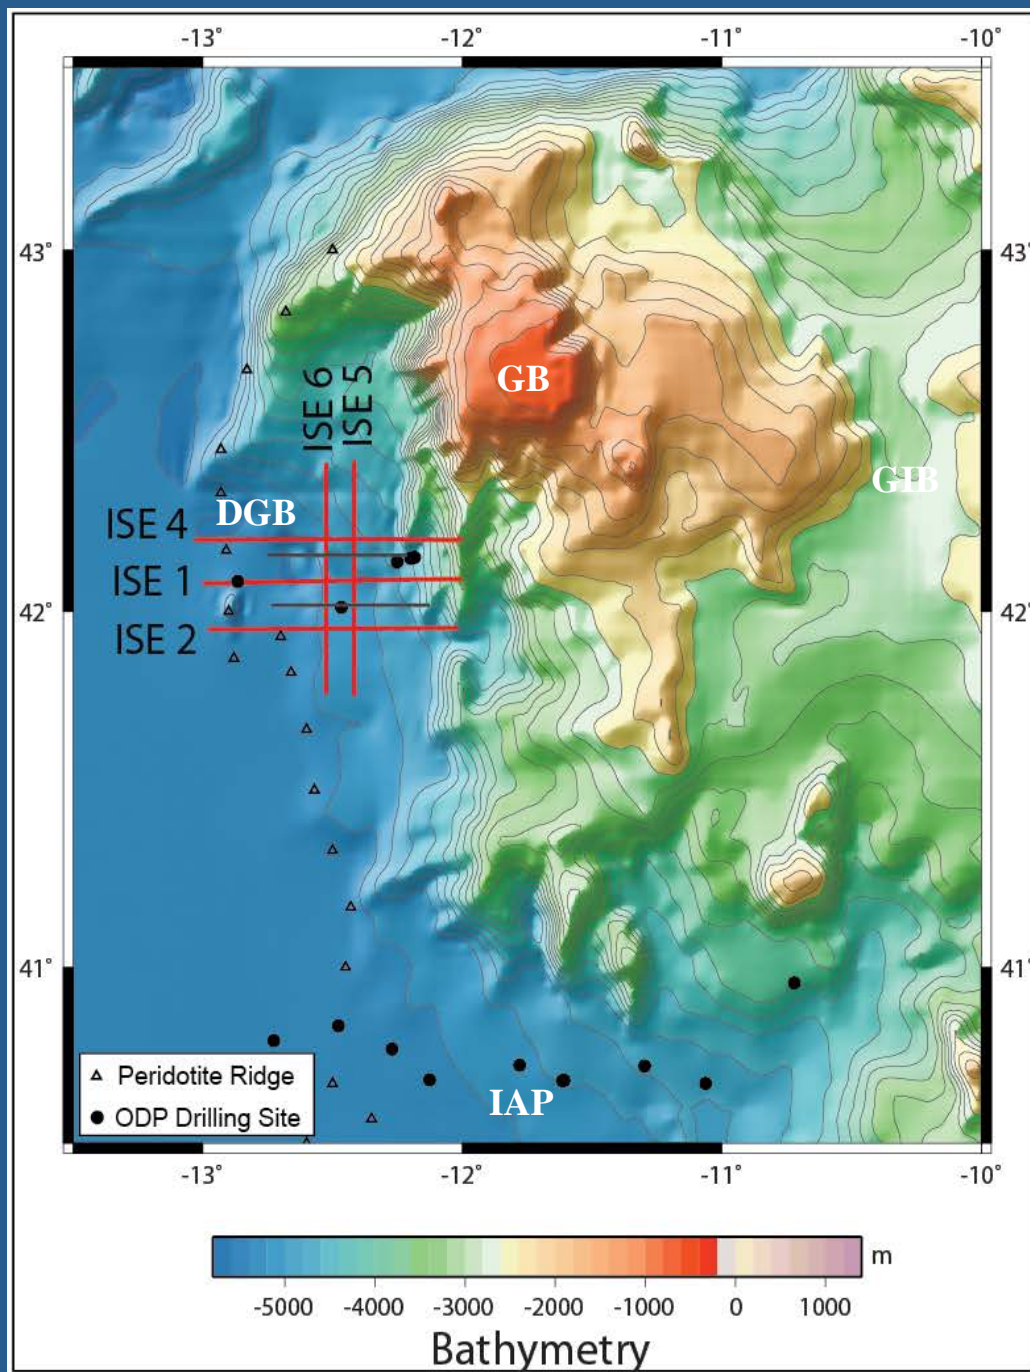 -13° -12° -11° -10°
43° 43°
GB
ISE 6
ISE 5
GIB
DGB
ISE 4
ISE 1
42° 42°
ISE 2
41° 41°
Peridotite Ridge
ODP Drilling Site
IAP
-13° -12° -11° -10°
m
-5000 -4000 -3000 -2000 -1000 0 1000
Bathymetry